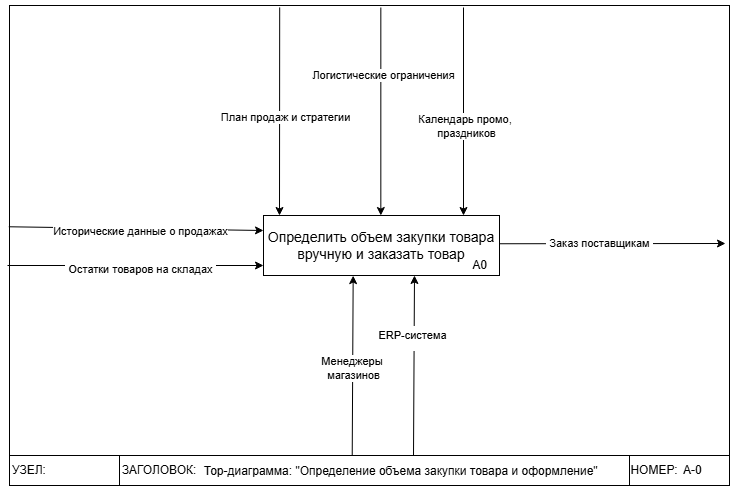 Логистические ограничения
План продаж и стратегии
Календарь промо,
праздников
Исторические данные о продажах
Определить объем закупки товара
вручную и заказать товар
A0
Заказ поставщикам
Остатки товаров на складах
ERP-система
Менеджеры
магазинов
УЗЕЛ:
ЗАГОЛОВОК: Top-диаграмма: "Определение объема закупки товара и оформление"
НОМЕР: A-0